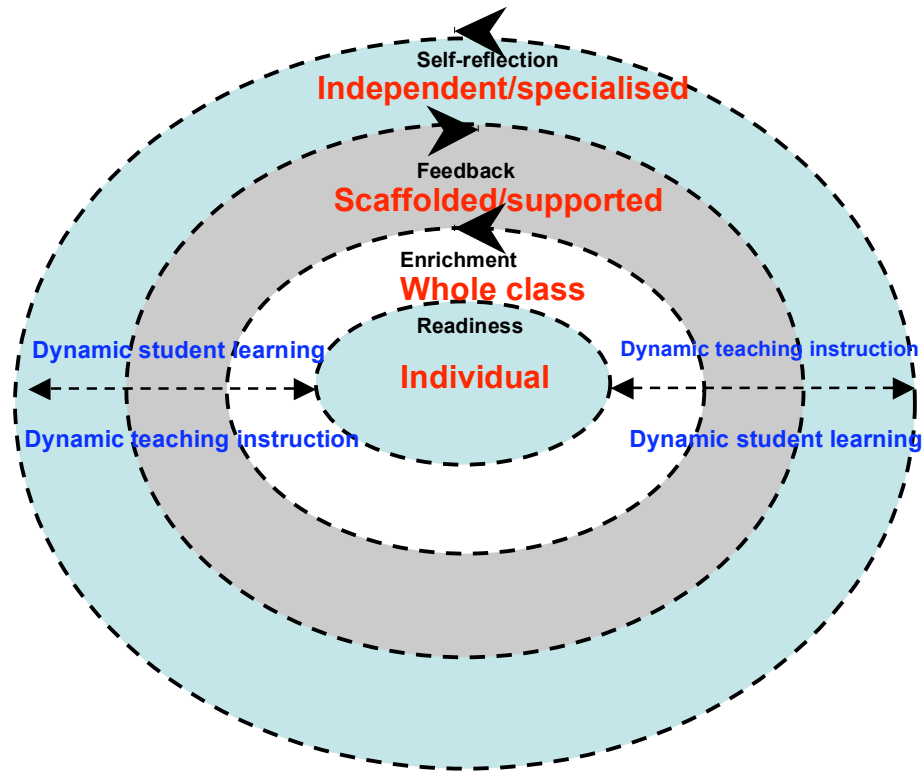 Self-reflection
Independent/specialised
Feedback
Scaffolded/supported
Enrichment
Whole class
Readiness
Individual
Dynamic student learning
Dynamic teaching instruction
Dynamic teaching instruction
Dynamic student learning